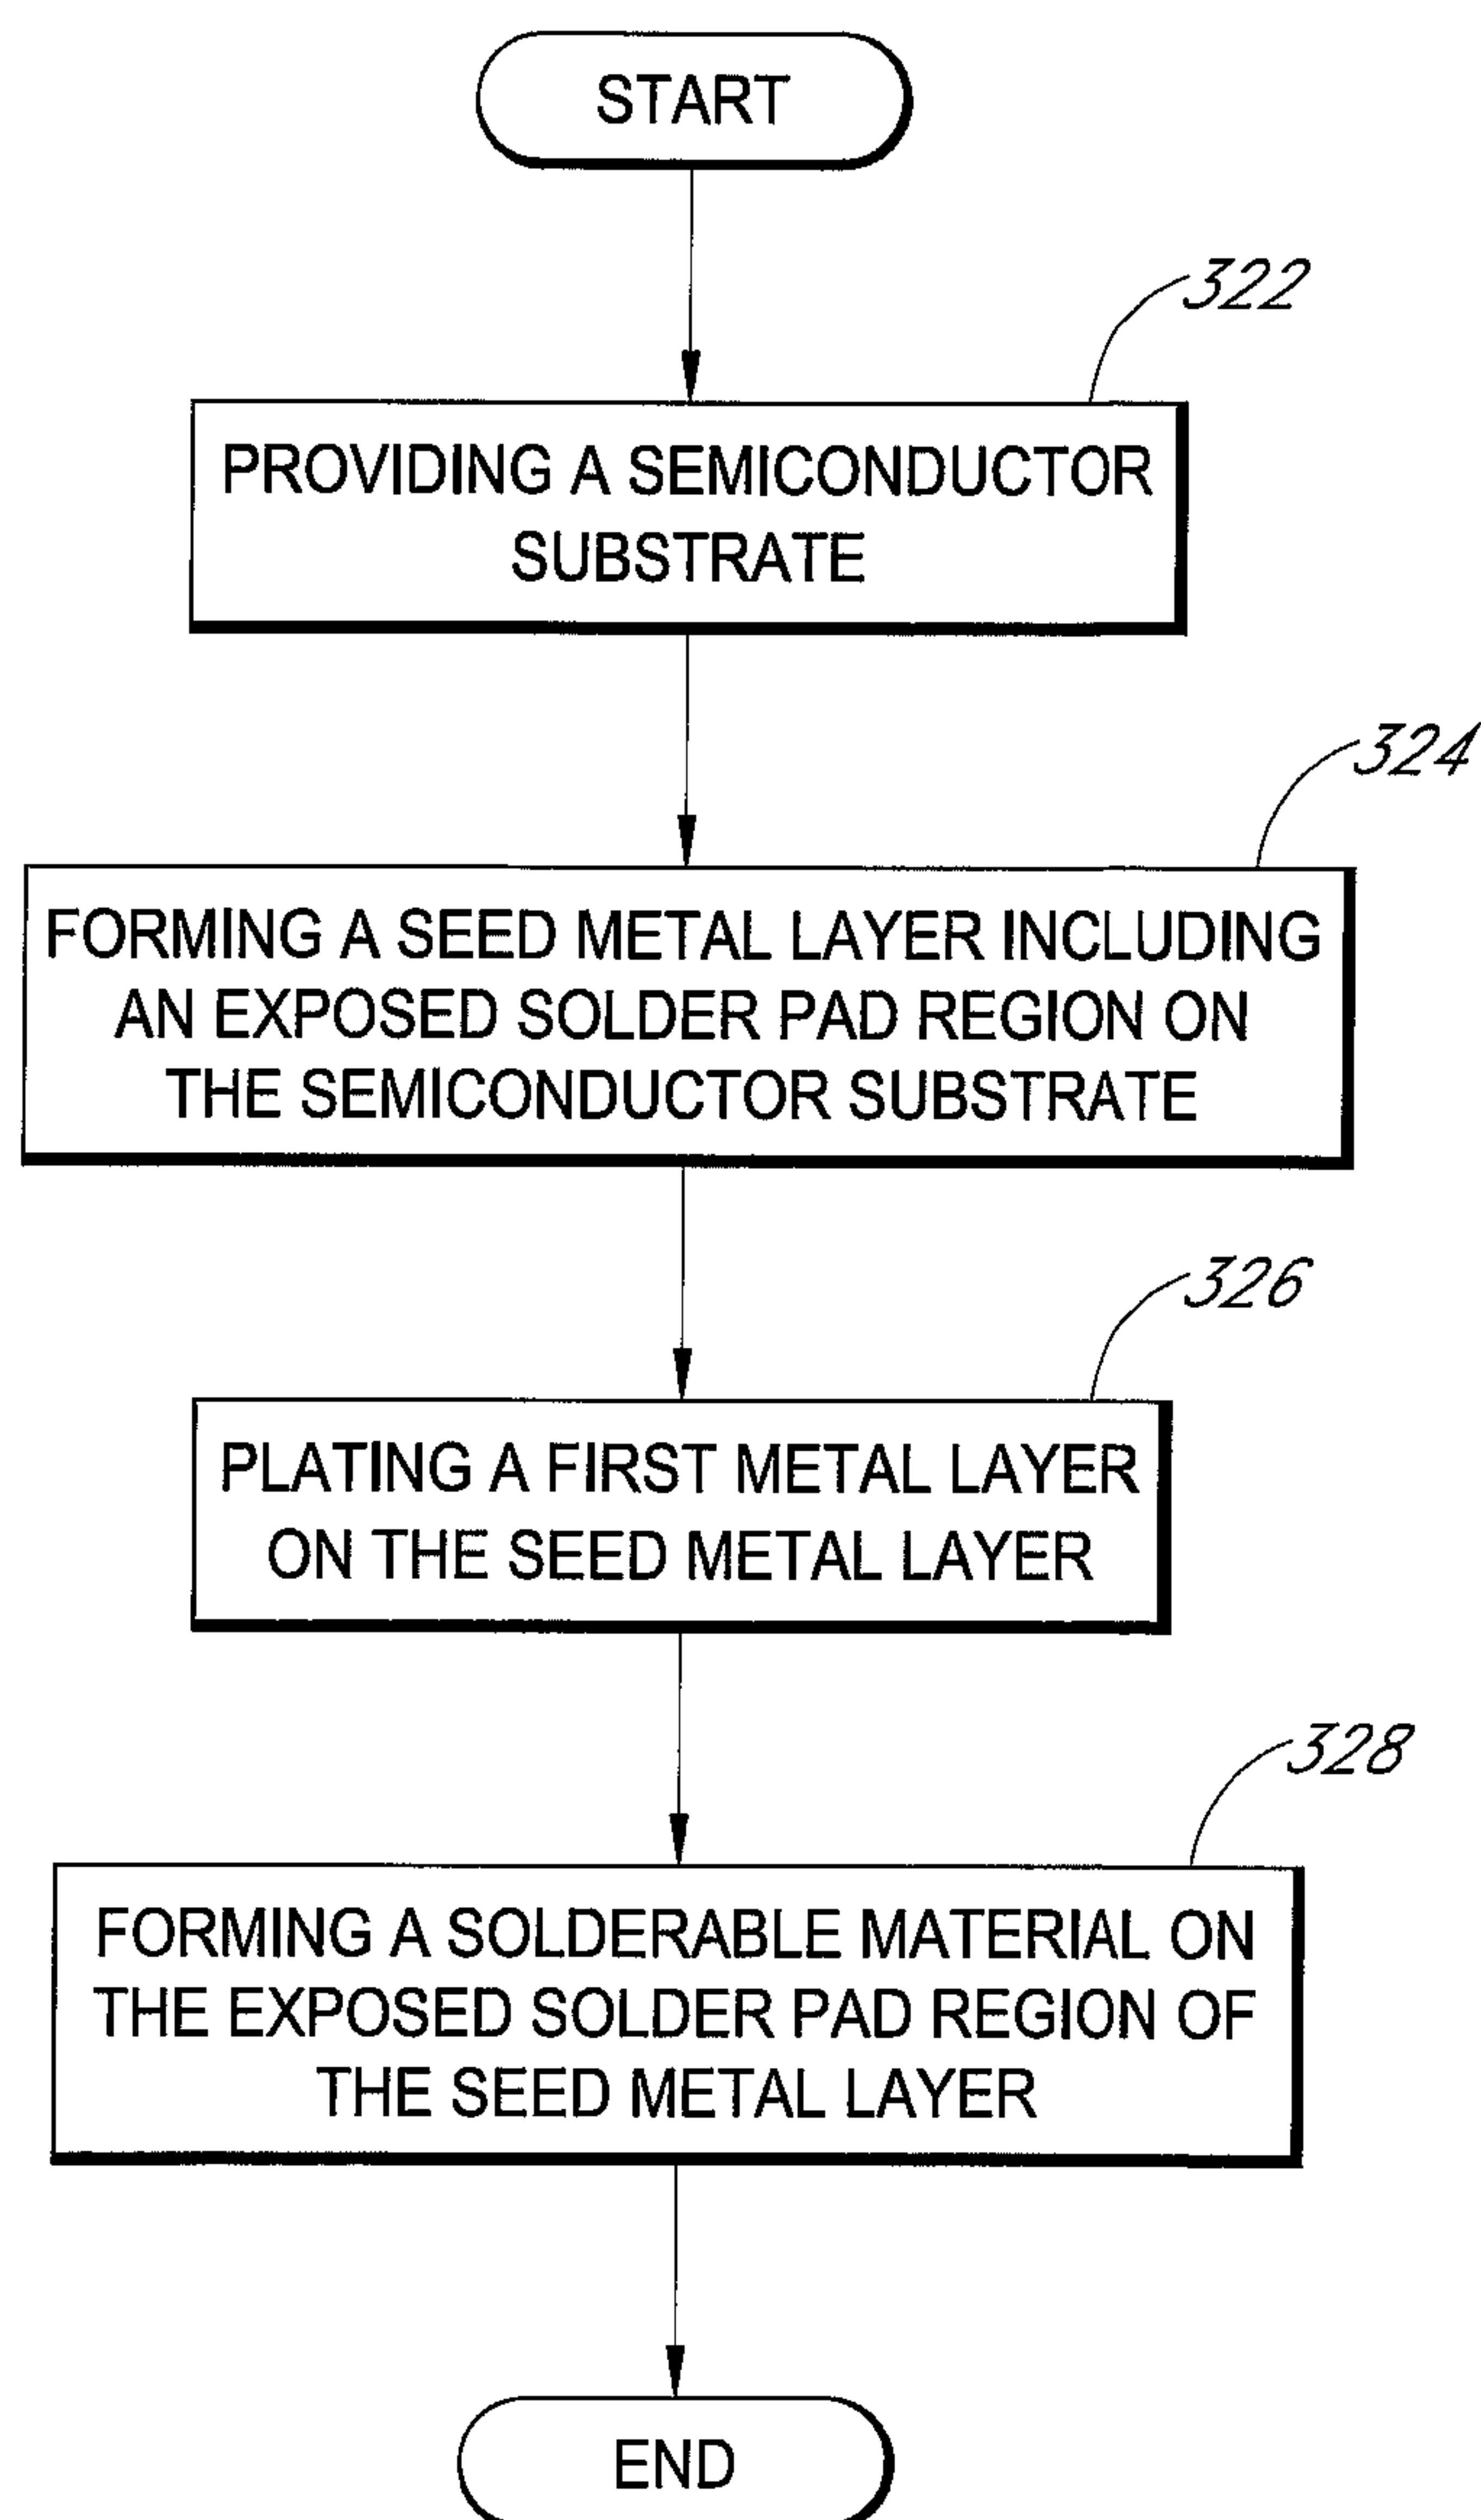 START
322
PROVIDING A SEMICONDUCTOR
SUBSTRATE
324
FORMING A SEED METAL LAYER INCLUDING
AN EXPOSED SOLDER PAD REGION ON
THE SEMICONDUCTOR SUBSTRATE
326
PLATING A FIRST METAL LAYER
ON THE SEED METAL LAYER
328
FORMING A SOLDERABLE MATERIAL ON
THE EXPOSED SOLDER PAD REGION OF
THE SEED METAL LAYER
END